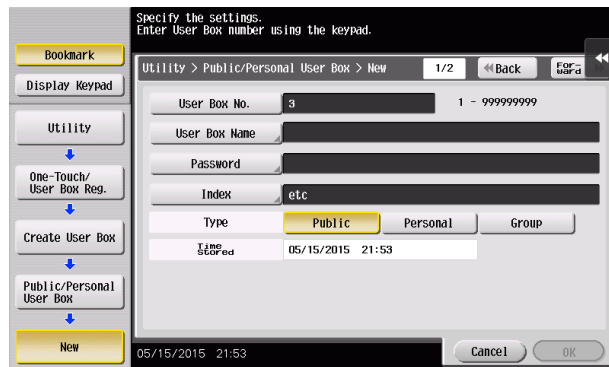 Specify the settings.
Enter User Box number using the keypad.
Bookmark
Display Keypad
Utility
One-Touch/
User Box Reg.
Create User Box
Public/Personal
User Box
New
Utility > Public/Personal User Box > New
1/2
Back
For-
ward
User Box No.
3
1 - 999999999
User Box Name
Password
Index
etc
Type
Public
Personal
Group
Time
stored
05/15/2015 21:53
05/15/2015 21:53
Cancel
OK